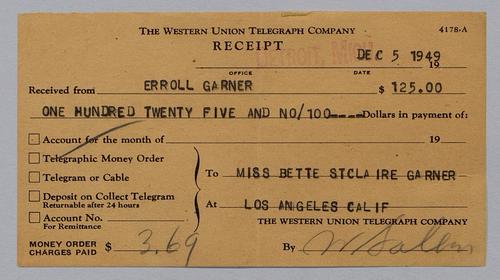 THE WESTERN UNION TELEGRAPH COMPANY 4178-A
RECEIPT
DETROIT, MICH. DEC 5 1949
OFFICE DATE 19
Received from ERROLL GARNER $ 125.00
ONE HUNDRED TWENTY FIVE AND NO/100---- Dollars in payment of:
Account for the month of 19
Telegraphic Money Order
Telegram or Cable
To MISS BETTE STCLAIRE GARNER
Deposit on Collect Telegram
Returnable after 24 hours
At LOS ANGELES CALIF
Account No.
For Remittance
THE WESTERN UNION TELEGRAPH COMPANY
MONEY ORDER
CHARGES PAID $ 3.69 By